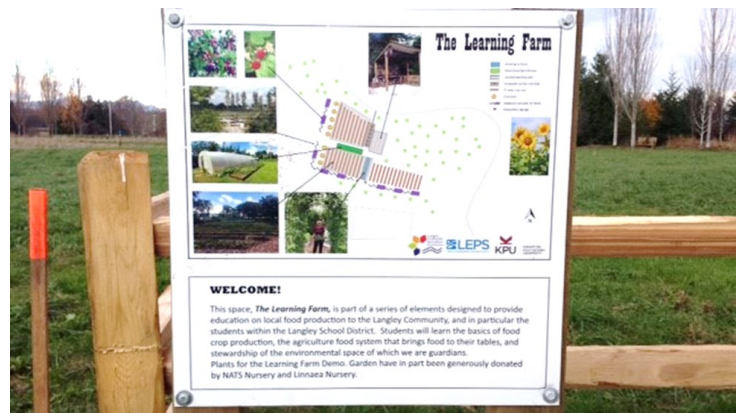 The Learning Farm
LEPS
KPU
WELCOME!
This space, The Learning Farm, is part of a series of elements designed to provide
education on local food production to the Langley Community, and in particular the
students within the Langley School District. Students will learn the basics of food
crop production, the agriculture food system that brings food to their tables, and
stewardship of the environmental space of which we are guardians.
Plants for the Learning Farm Demo. Garden have in part been generously donated
by NATS Nursery and Linnaea Nursery.